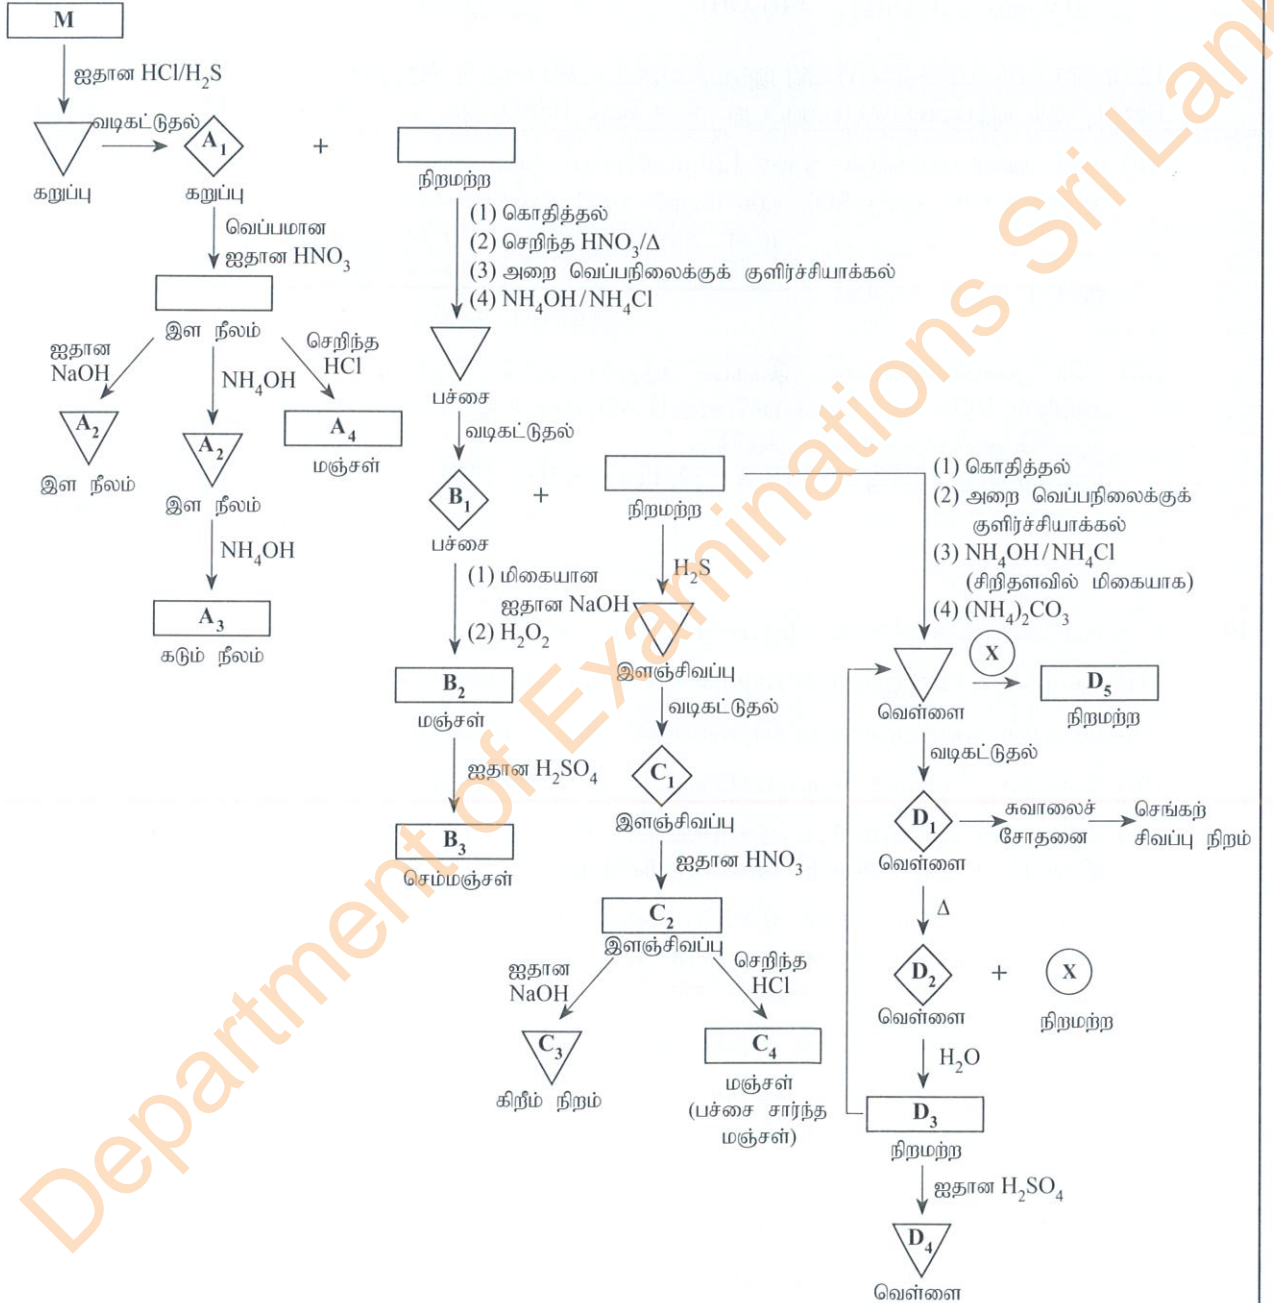 M
ஐதான HCl/H₂S
வடிகட்டுதல்
கறுப்பு
A₁
கறுப்பு
+
நிறமற்ற
வெப்பமான
ஐதான HNO₃
இள நீலம்
ஐதான
NaOH
NH₄OH
செறிந்த
HCl
A₂
இள நீலம்
A₂
இள நீலம்
A₄
மஞ்சள்
NH₄OH
A₃
கடும் நீலம்
(1) கொதித்தல்
(2) செறிந்த HNO₃/Δ
(3) அறை வெப்பநிலைக்குக் குளிர்ச்சியாக்கல்
(4) NH₄OH/NH₄Cl
பச்சை
வடிகட்டுதல்
B₁
பச்சை
+
நிறமற்ற
(1) மிகையான
ஐதான NaOH
(2) H₂O₂
B₂
மஞ்சள்
ஐதான H₂SO₄
B₃
செம்மஞ்சள்
H₂S
இளஞ்சிவப்பு
வடிகட்டுதல்
C₁
இளஞ்சிவப்பு
ஐதான HNO₃
C₂
இளஞ்சிவப்பு
ஐதான
NaOH
செறிந்த
HCl
C₃
கிறீம் நிறம்
C₄
மஞ்சள்
(பச்சை சார்ந்த
மஞ்சள்)
(1) கொதித்தல்
(2) அறை வெப்பநிலைக்குக்
குளிர்ச்சியாக்கல்
(3) NH₄OH/NH₄Cl
(சிறிதளவில் மிகையாக)
(4) (NH₄)₂CO₃
வெள்ளை
X
D₅
நிறமற்ற
வடிகட்டுதல்
D₁
வெள்ளை
சுவாலைச்
சோதனை
செங்கற்
சிவப்பு நிறம்
Δ
D₂
வெள்ளை
+
X
நிறமற்ற
H₂O
D₃
நிறமற்ற
ஐதான H₂SO₄
D₄
வெள்ளை
Department of Examinations Sri Lank